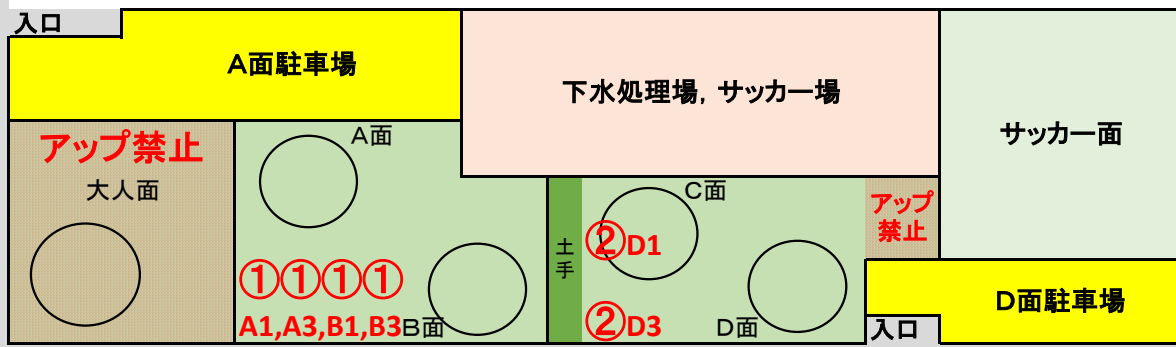 入口
A面駐車場
下水処理場，サッカー場
サッカー面
アップ禁止
大人面
A面
C面
アップ
禁止
土
手
②D1
①①①①
A1,A3,B1,B3
B面
②D3
D面
D面駐車場
入口